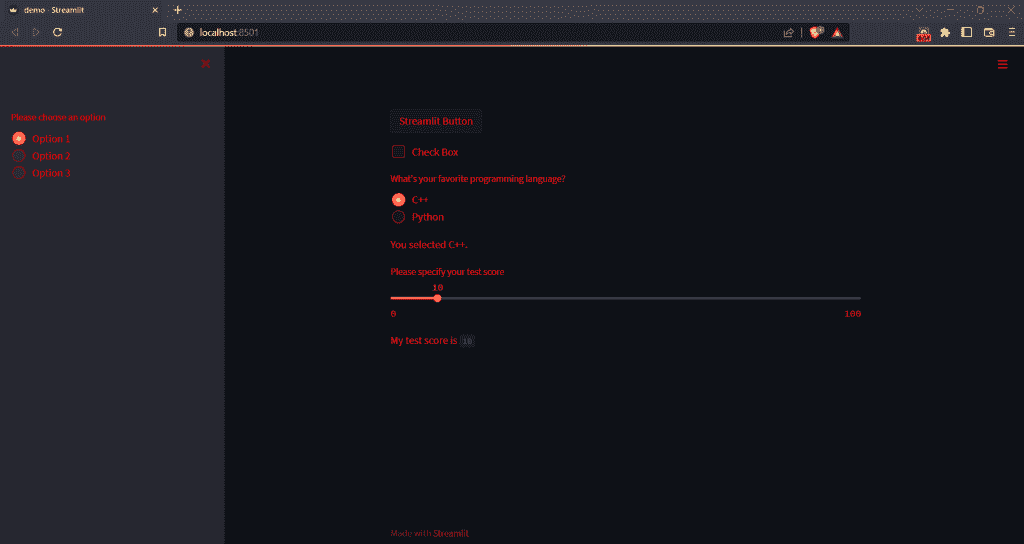 demo · Streamlit
localhost:8501
Please choose an option
Option 1
Option 2
Option 3
Streamlit Button
Check Box
What's your favorite programming language?
C++
Python
You selected C++.
Please specify your test score
10
0 100
My test score is 10
Made with Streamlit